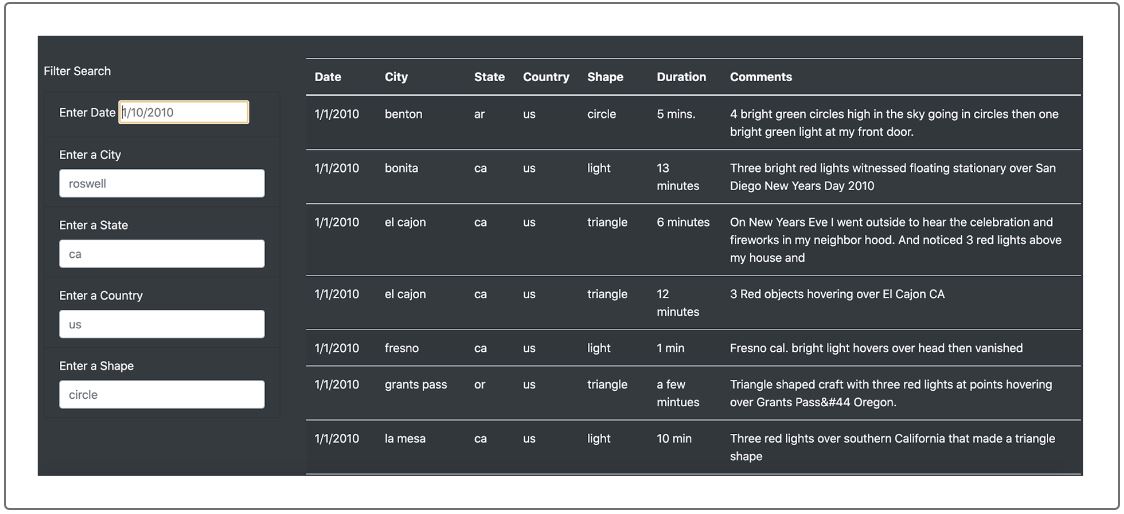 Filter Search
Enter Date 1/10/2010
Enter a City
roswell
Enter a State
ca
Enter a Country
us
Enter a Shape
circle
Date City State Country Shape Duration Comments
1/1/2010 benton ar us circle 5 mins. 4 bright green circles high in the sky going in circles then one
bright green light at my front door.
1/1/2010 bonita ca us light 13 Three bright red lights witnessed floating stationary over San
minutes Diego New Years Day 2010
1/1/2010 el cajon ca us triangle 6 minutes On New Years Eve I went outside to hear the celebration and
fireworks in my neighbor hood. And noticed 3 red lights above
my house and
1/1/2010 el cajon ca us triangle 12 3 Red objects hovering over El Cajon CA
minutes
1/1/2010 fresno ca us light 1 min Fresno cal. bright light hovers over head then vanished
1/1/2010 grants pass or us triangle a few Triangle shaped craft with three red lights at points hovering
mintues over Grants Pass&#44 Oregon.
1/1/2010 la mesa ca us light 10 min Three red lights over southern California that made a triangle
shape